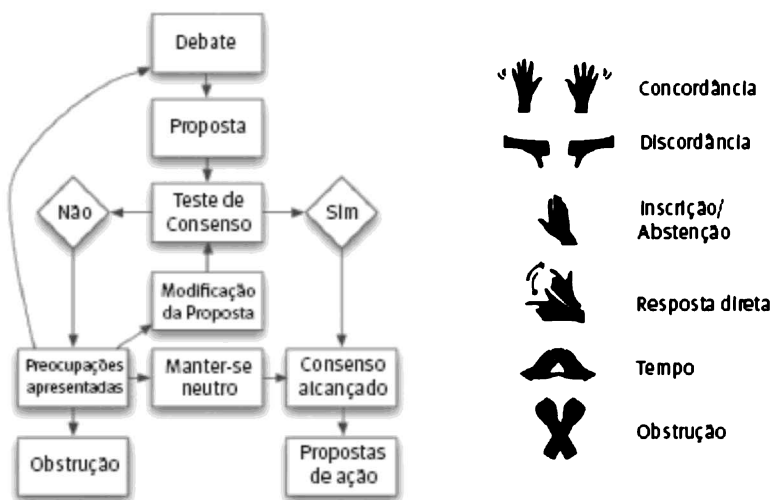 Debate
Proposta
Teste de
Consenso
Não
Sim
Modificação
da Proposta
Preocupações
apresentadas
Manter-se
neutro
Consenso
alcançado
Obstrução
Propostas
de ação
Concordância
Discordância
Inscrição/
Abstenção
Resposta direta
Tempo
Obstrução